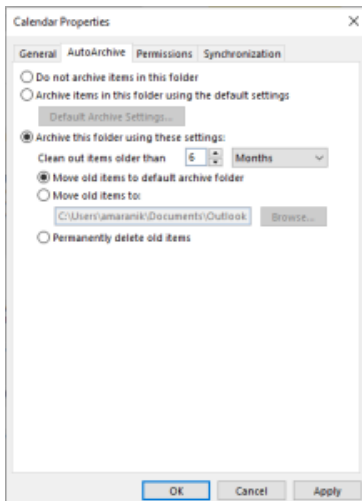 Calendar Properties
General AutoArchive Permissions Synchronization
Do not archive items in this folder
Archive items in this folder using the default settings
Default Archive Settings...
Archive this folder using these settings:
Clean out items older than 6 Months
Move old items to default archive folder
Move old items to:
C:\Users\amaranik\Documents\Outlook Browse...
Permanently delete old items
OK Cancel Apply